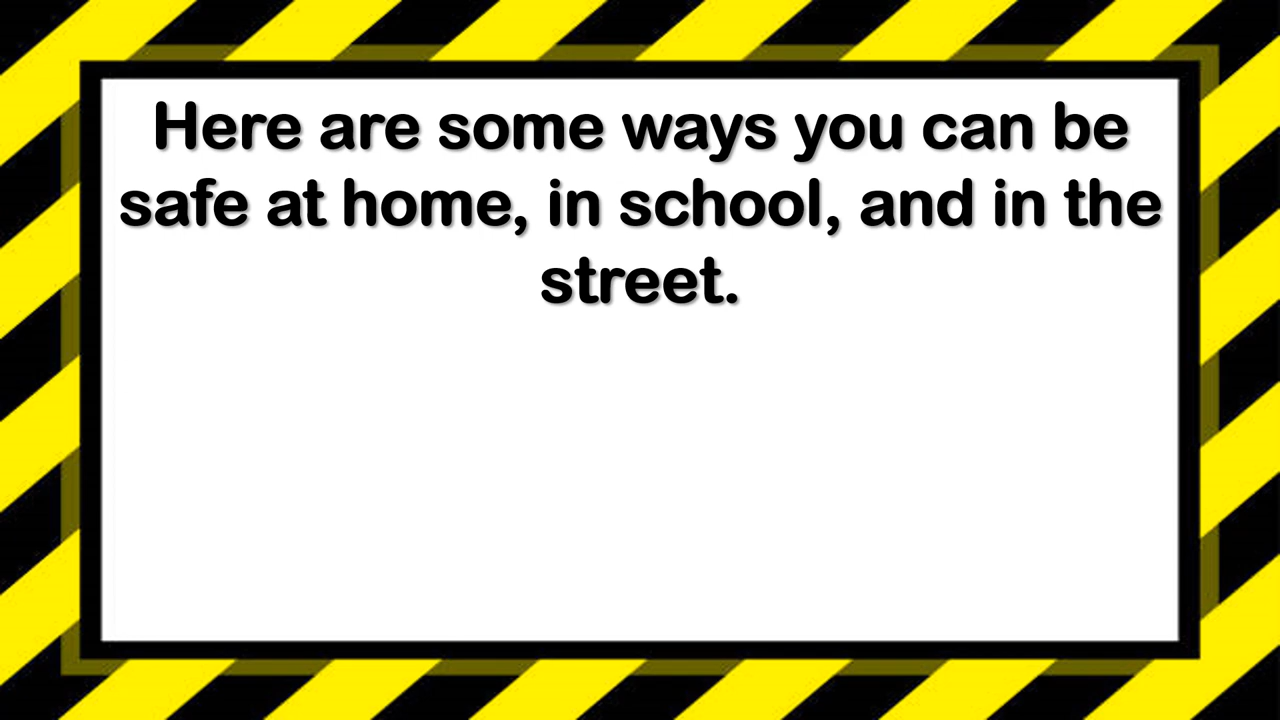 Here are some ways you can be
safe at home, in school, and in the
street.